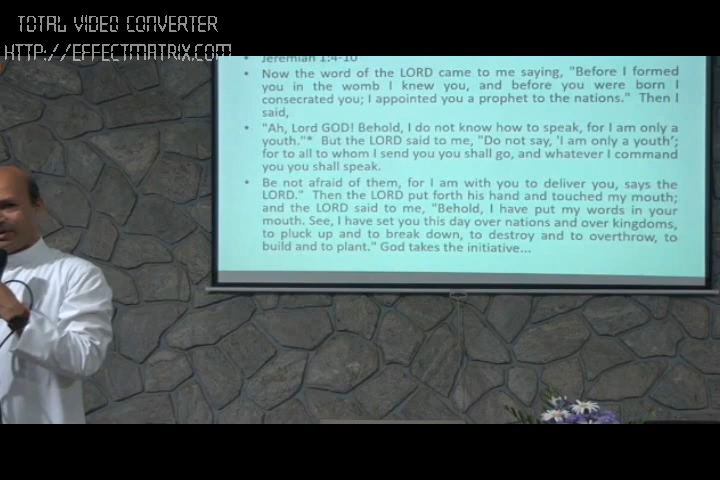 TOTAL VIDEO CONVERTER
HTTP://EFFECTMATRIX.COM
• Jeremiah 1:4-10
• Now the word of the LORD came to me saying, "Before I formed
you in the womb I knew you, and before you were born I
consecrated you; I appointed you a prophet to the nations." Then I
said,
• "Ah, Lord GOD! Behold, I do not know how to speak, for I am only a
youth."* But the LORD said to me, "Do not say, 'I am only a youth';
for to all to whom I send you you shall go, and whatever I command
you you shall speak.
• Be not afraid of them, for I am with you to deliver you, says the
LORD." Then the LORD put forth his hand and touched my mouth;
and the LORD said to me, "Behold, I have put my words in your
mouth. See, I have set you this day over nations and over kingdoms,
to pluck up and to break down, to destroy and to overthrow, to
build and to plant." God takes the initiative...